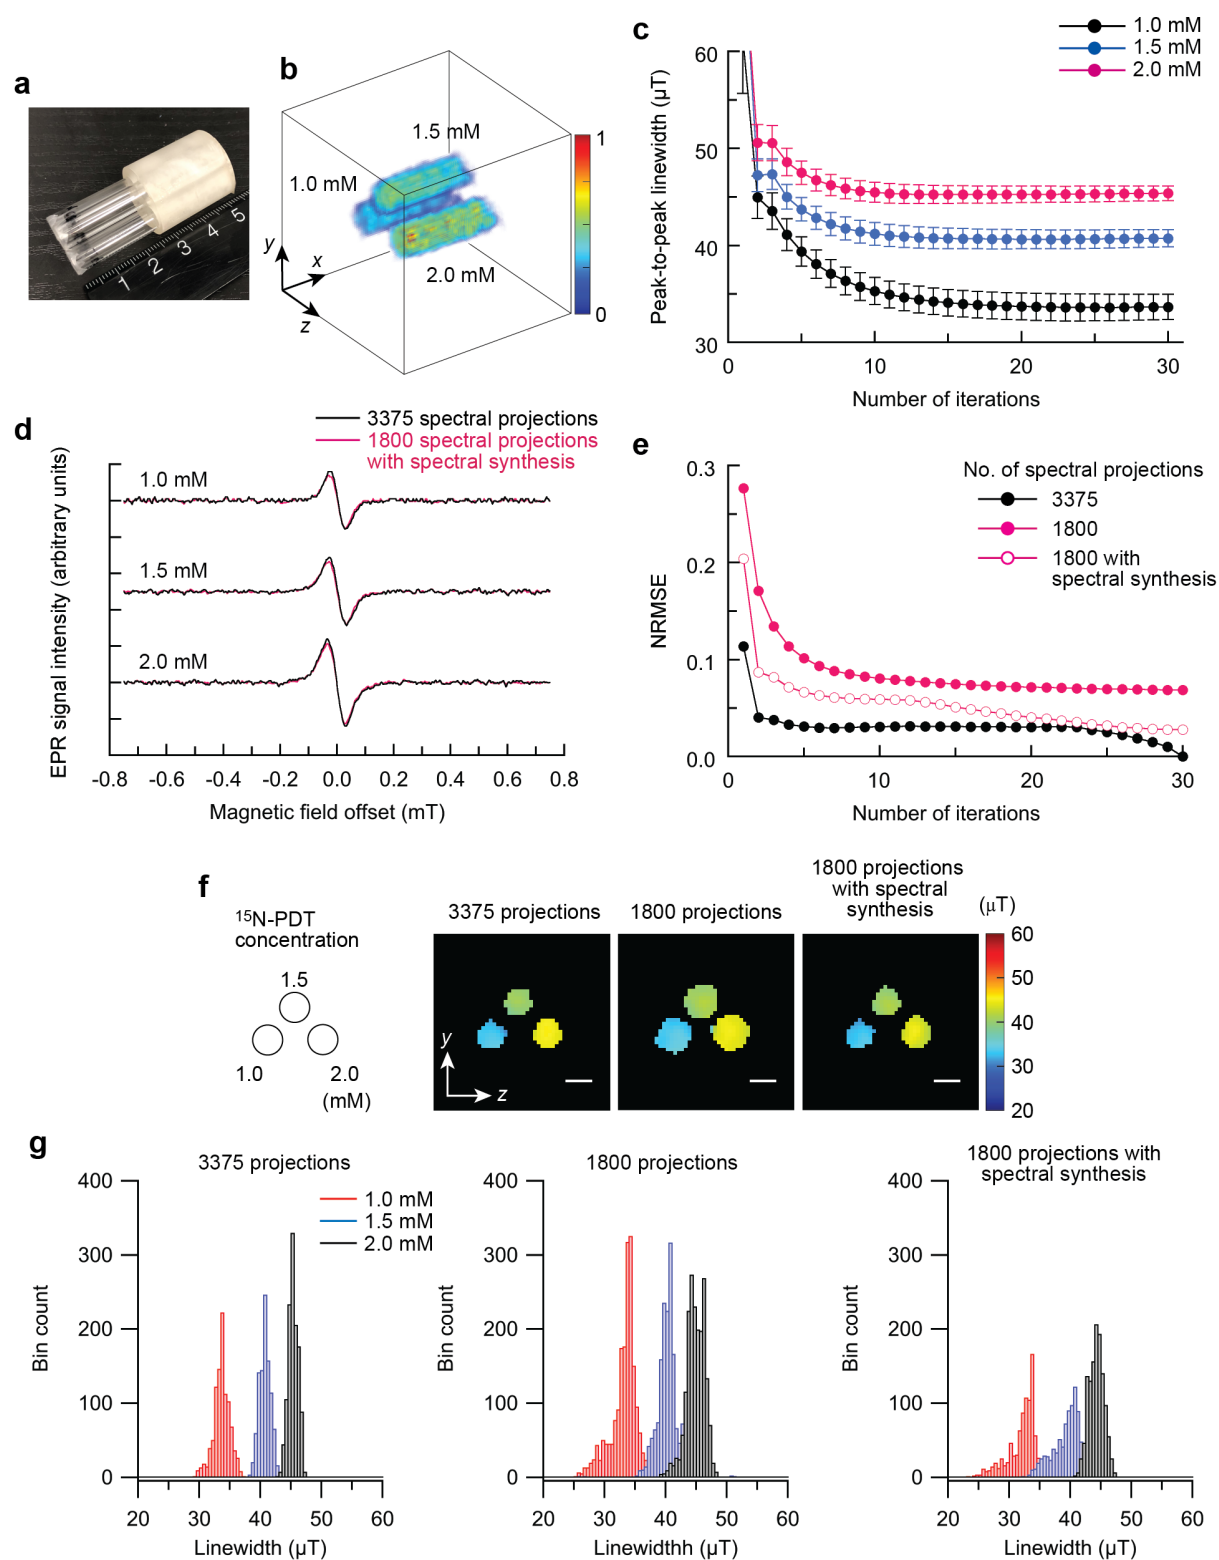 a
1 2 3 4 5
b
1.5 mM
1.0 mM
2.0 mM
y
x
z
1
0
c
1.0 mM
1.5 mM
2.0 mM
Peak-to-peak linewidth (μT)
60
50
40
30
0 10 20 30
Number of iterations
d
3375 spectral projections
1800 spectral projections
with spectral synthesis
EPR signal intensity (arbitrary units)
1.0 mM
1.5 mM
2.0 mM
-0.8 -0.6 -0.4 -0.2 0.0 0.2 0.4 0.6 0.8
Magnetic field offset (mT)
e
No. of spectral projections
3375
1800
1800 with
spectral synthesis
NRMSE
0.3
0.2
0.1
0.0
0 10 20 30
Number of iterations
f
15N-PDT
concentration
1.5
1.0
2.0
(mM)
3375 projections
1800 projections
1800 projections
with spectral
synthesis
y
z
(μT)
60
50
40
30
20
g
3375 projections
1.0 mM
1.5 mM
2.0 mM
Bin count
400
300
200
100
0
20 30 40 50 60
Linewidth (μT)
1800 projections
Bin count
400
300
200
100
0
20 30 40 50 60
Linewidthh (μT)
1800 projections with
spectral synthesis
Bin count
400
300
200
100
0
20 30 40 50 60
Linewidth (μT)